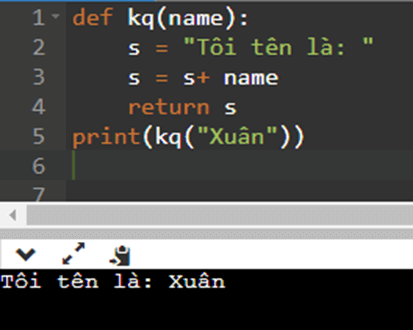 1 def kq(name):
2     s = "Tôi tên là: "
3     s = s+ name
4     return s
5 print(kq("Xuân"))
6
7
Tôi tên là: Xuân